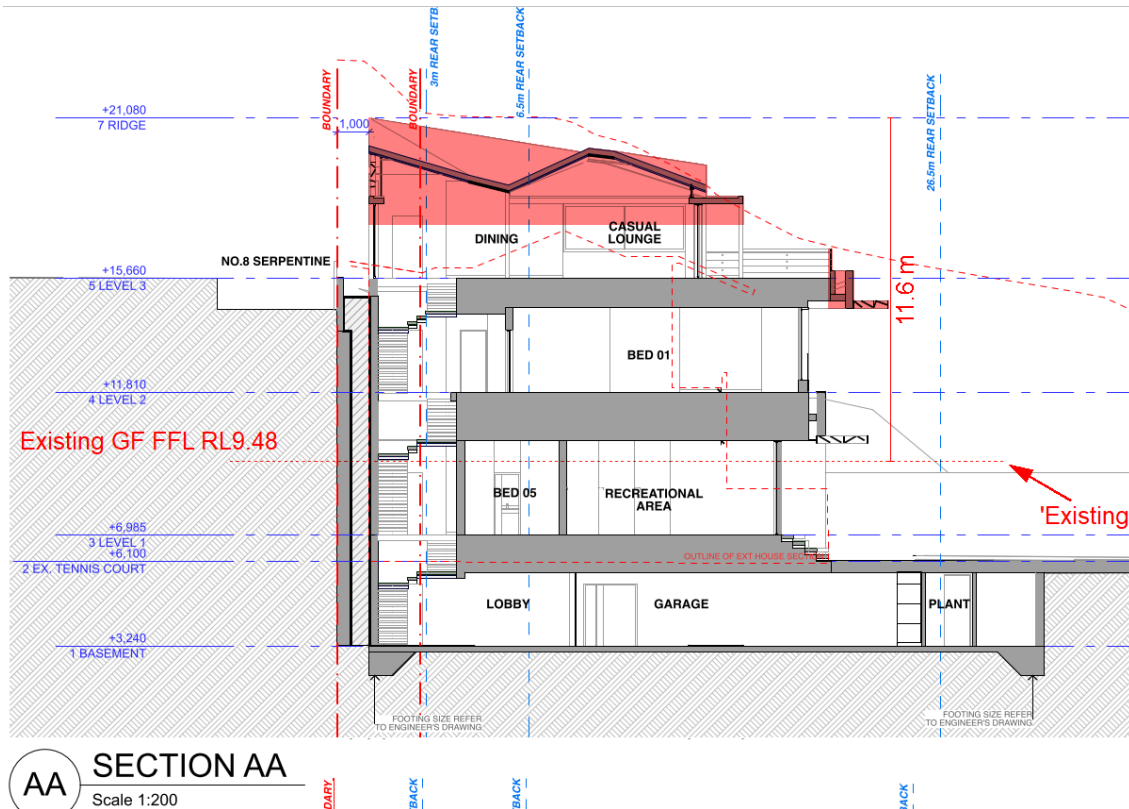 3m REAR SETB
BOUNDARY
BOUNDARY
6.5m REAR SETBACK
26.5m REAR SETBACK
+21,080
7 RIDGE
1,000
DINING
CASUAL
LOUNGE
NO.8 SERPENTINE
+15,660
5 LEVEL 3
11.6 m
BED 01
+11,810
4 LEVEL 2
Existing GF FFL RL9.48
BED 05
RECREATIONAL
AREA
'Existing
+6,985
3 LEVEL 1
+6,100
2 EX. TENNIS COURT
OUTLINE OF EXT HOUSE SECTION
LOBBY
GARAGE
PLANT
+3,240
1 BASEMENT
FOOTING SIZE REFER
TO ENGINEER'S DRAWING
FOOTING SIZE REFER
TO ENGINEER'S DRAWING
AA
SECTION AA
Scale 1:200
DARY
TBACK
BACK
BACK